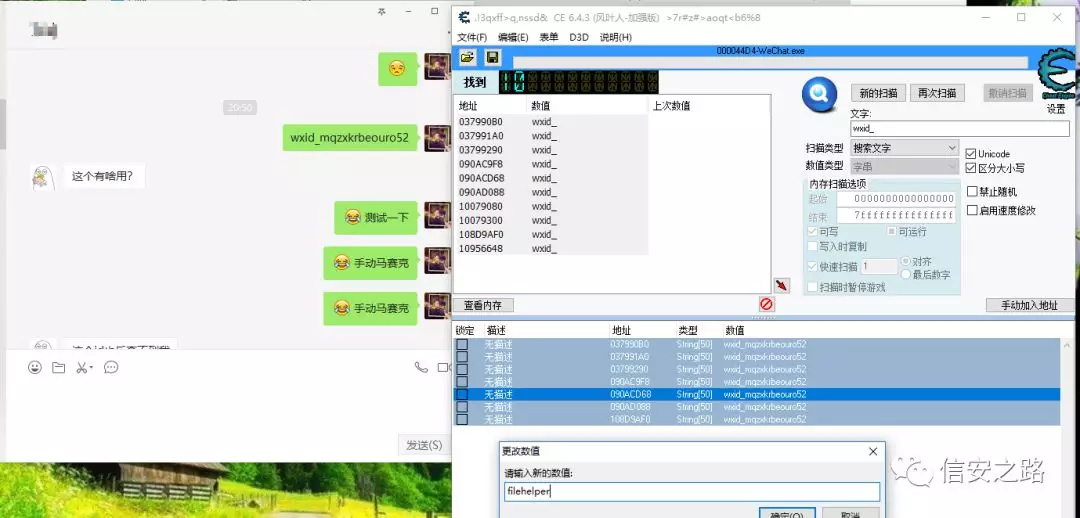 20:50
wxid_mqzxkrbeouro52
这个有啥用?
测试一下
手动马赛克
手动马赛克
发送(S)
.!3qxff>q,nssd& CE 6.4.3 (风叶人-加强版) >7r#z#>aoqt<b6%8
文件(F) 编辑(E) 表单 D3D 说明(H)
000044D4-WeChat.exe
找到 10
设置
地址 数值 上次数值
037990B0 wxid_
037991A0 wxid_
03799290 wxid_
090AC9F8 wxid_
090ACD68 wxid_
090AD088 wxid_
10079080 wxid_
10079300 wxid_
108D9AF0 wxid_
10956648 wxid_
新的扫描 再次扫描 撤销扫描
文字:
wxid_
扫描类型 搜索文字
数值类型 字串
Unicode
区分大小写
内存扫描选项
起始 0000000000000000
结束 7fffffffffffffff
可写 可运行
写入时复制
快速扫描 1 对齐
最后数字
扫描时暂停游戏
禁止随机
启用速度修改
查看内存 手动加入地址
锁定 描述 地址 类型 数值
无描述 037990B0 String[50] wxid_mqzxkrbeouro52
无描述 037991A0 String[50] wxid_mqzxkrbeouro52
无描述 03799290 String[50] wxid_mqzxkrbeouro52
无描述 090AC9F8 String[50] wxid_mqzxkrbeouro52
无描述 090ACD68 String[50] wxid_mqzxkrbeouro52
无描述 090AD088 String[50] wxid_mqzxkrbeouro52
无描述 108D9AF0 String[50] wxid_mqzxkrbeouro52
更改数值
请输入新的数值:
filehelper
确定(O) 取消
信安之路